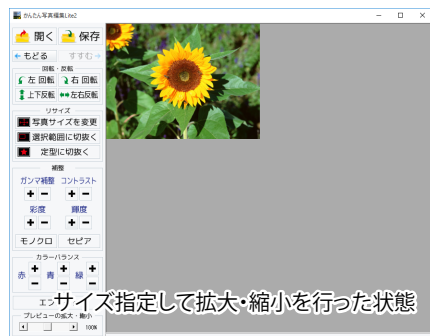 かんたん写真編集Lite2
開く 保存
もどる すすむ
回転・反転
左回転 右回転
上下反転 左右反転
リサイズ
写真サイズを変更
選択範囲に切抜く
定型に切抜く
補整
ガンマ補整 コントラスト
彩度 輝度
モノクロ セピア
カラーバランス
赤 青 緑
サイズ指定して拡大・縮小を行った状態
プレビューの拡大・縮小
100%